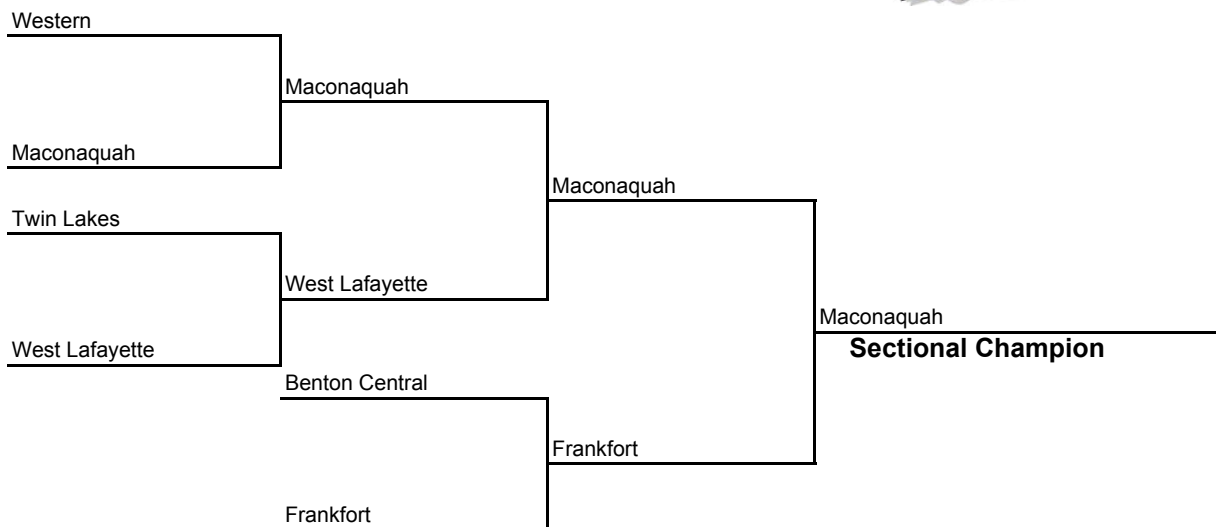 Western
Maconaquah
Maconaquah
Maconaquah
Twin Lakes
West Lafayette
Maconaquah
West Lafayette
Sectional Champion
Benton Central
Frankfort
Frankfort